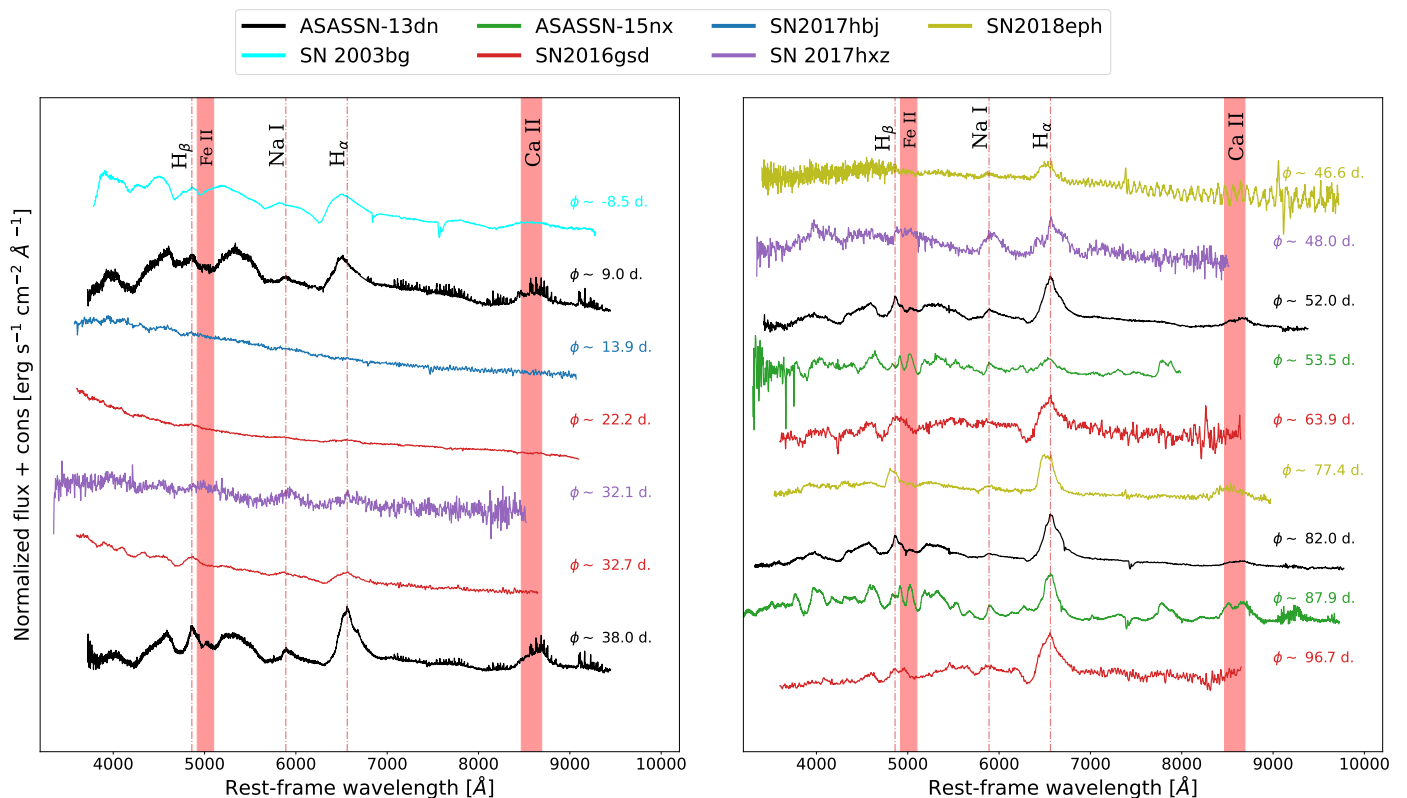 ASASSN-13dn
SN 2003bg
ASASSN-15nx
SN2016gsd
SN2017hbj
SN 2017hxz
SN2018eph
Normalized flux + cons [erg s⁻¹ cm⁻² Å ⁻¹]
Hβ
Fe II
Na I
Hα
Ca II
ϕ∼ -8.5 d.
ϕ∼ 9.0 d.
ϕ∼ 13.9 d.
ϕ∼ 22.2 d.
ϕ∼ 32.1 d.
ϕ∼ 32.7 d.
ϕ∼ 38.0 d.
4000 5000 6000 7000 8000 9000 10000
Rest-frame wavelength [Å]
Hβ
Fe II
Na I
Hα
Ca II
ϕ∼ 46.6 d.
ϕ∼ 48.0 d.
ϕ∼ 52.0 d.
ϕ∼ 53.5 d.
ϕ∼ 63.9 d.
ϕ∼ 77.4 d.
ϕ∼ 82.0 d.
ϕ∼ 87.9 d.
ϕ∼ 96.7 d.
4000 5000 6000 7000 8000 9000 10000
Rest-frame wavelength [Å]